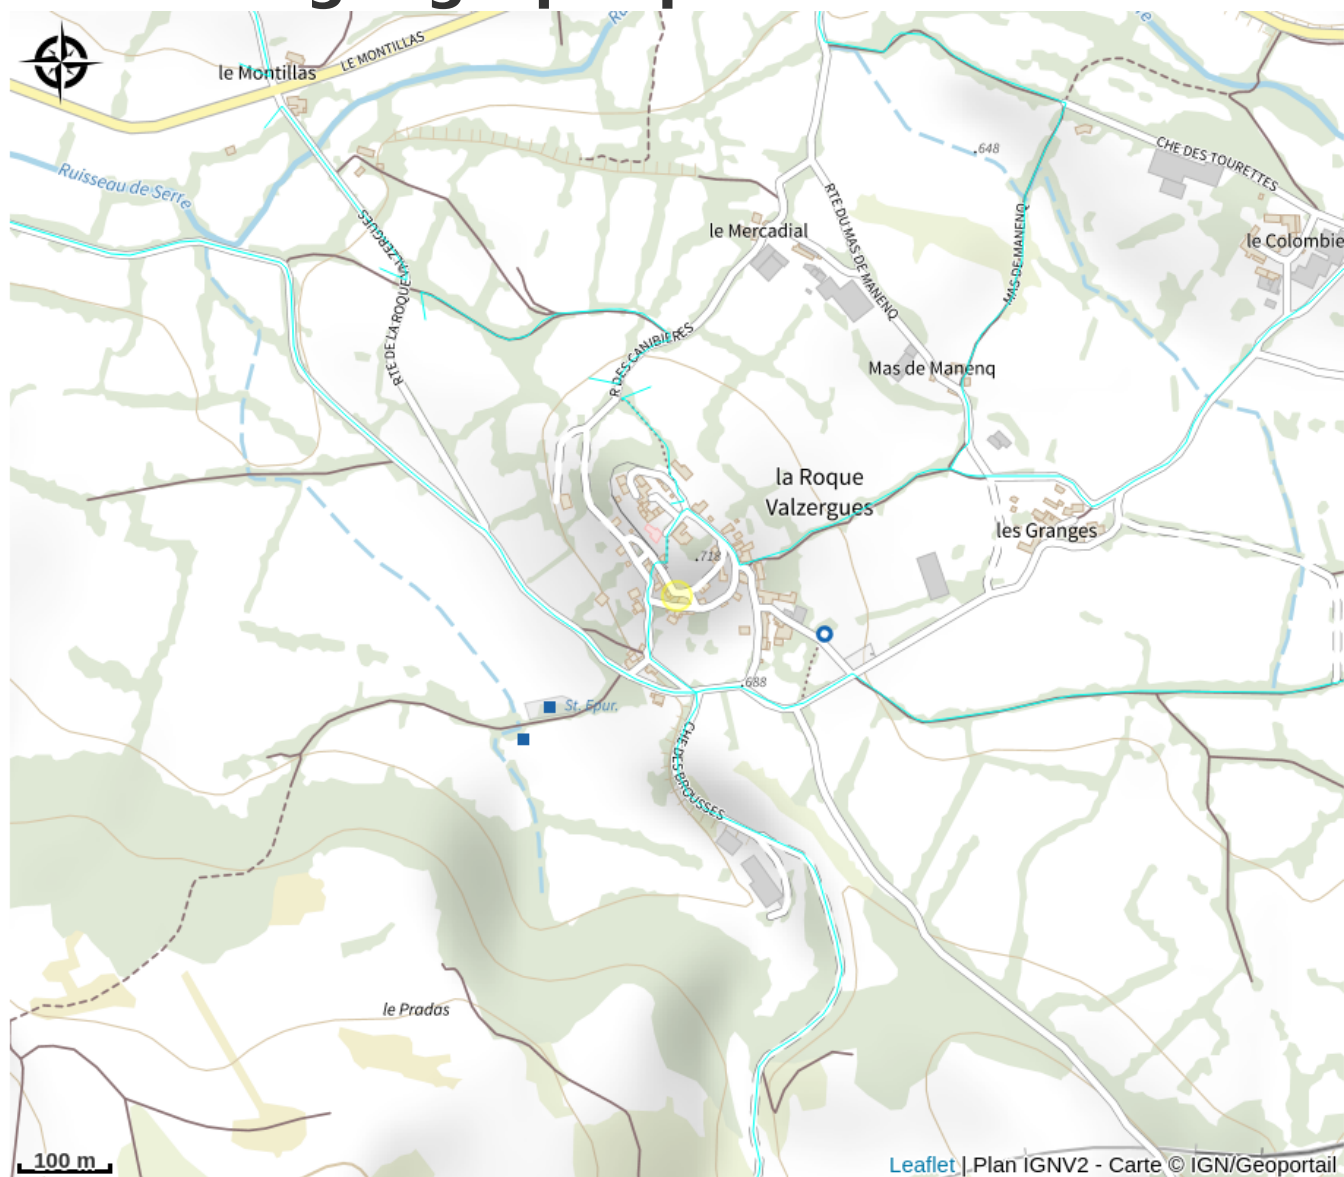 le Montillas
LE MONTILLAS
Ruisseau de Serre
.648
CHE DES TOURETTES
RTE DE LA ROQUE VALZERGUES
le Mercadial
RTE DU MAS DE MANENQ
MAS DE MANENQ
le Colombie
R DES CANIBIERES
Mas de Manenq
la Roque
Valzergues
les Granges
.718
.688
St. Epur.
CHE DES BROUSSES
le Pradas
100 m
Leaflet | Plan IGNV2 - Carte © IGN/Geoportail